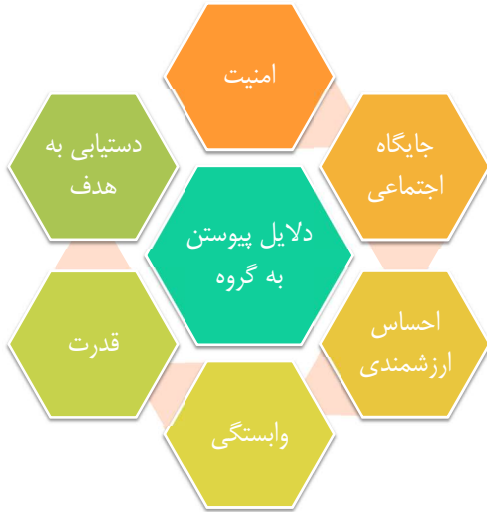 امنیت
جایگاه
اجتماعی
احساس
ارزشمندی
وابستگی
قدرت
دستیابی به
هدف
دلایل پیوستن
به گروه